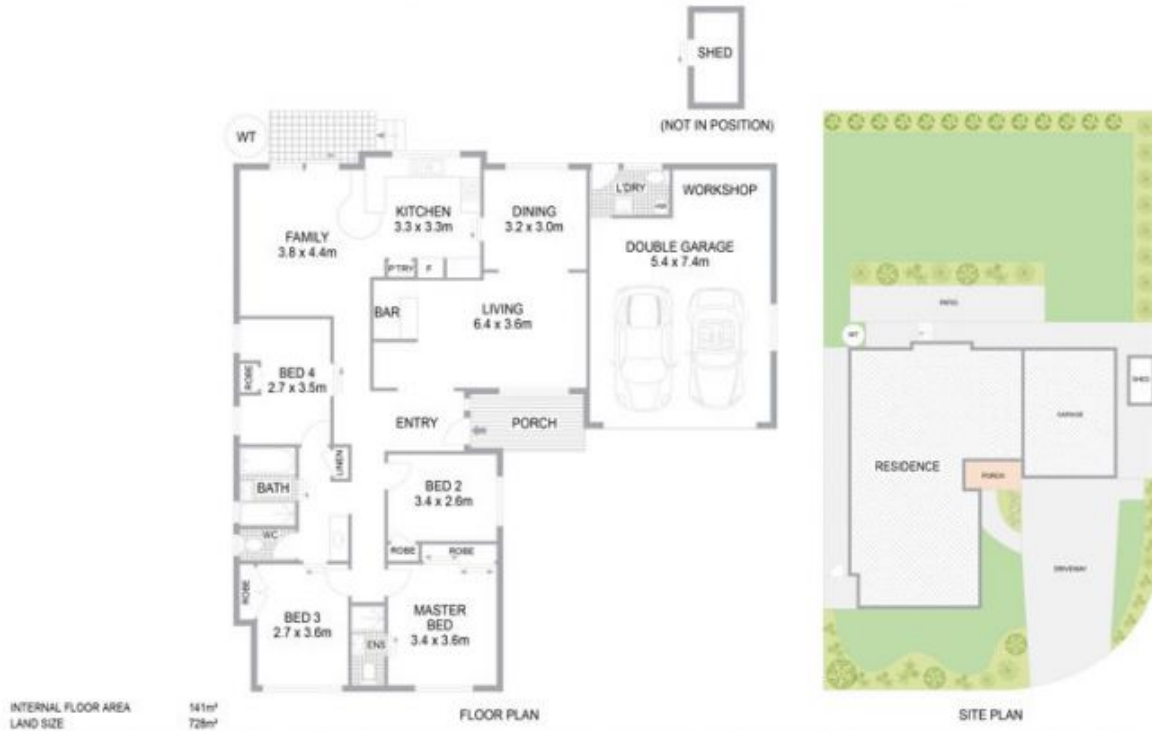 SHED
(NOT IN POSITION)
WT
L'DRY
WORKSHOP
KITCHEN
3.3 x 3.3m
DINING
3.2 x 3.0m
FAMILY
3.8 x 4.4m
DOUBLE GARAGE
5.4 x 7.4m
P'TRY
F
BAR
LIVING
6.4 x 3.6m
ROBE
BED 4
2.7 x 3.5m
ENTRY
PORCH
LINEN
BATH
BED 2
3.4 x 2.6m
WC
ROBE
ROBE
ROBE
BED 3
2.7 x 3.6m
MASTER
BED
3.4 x 3.6m
ENS
INTERNAL FLOOR AREA 141m²
LAND SIZE 728m²
FLOOR PLAN
PATIO
WT
SHED
GARAGE
RESIDENCE
PORCH
DRIVEWAY
SITE PLAN